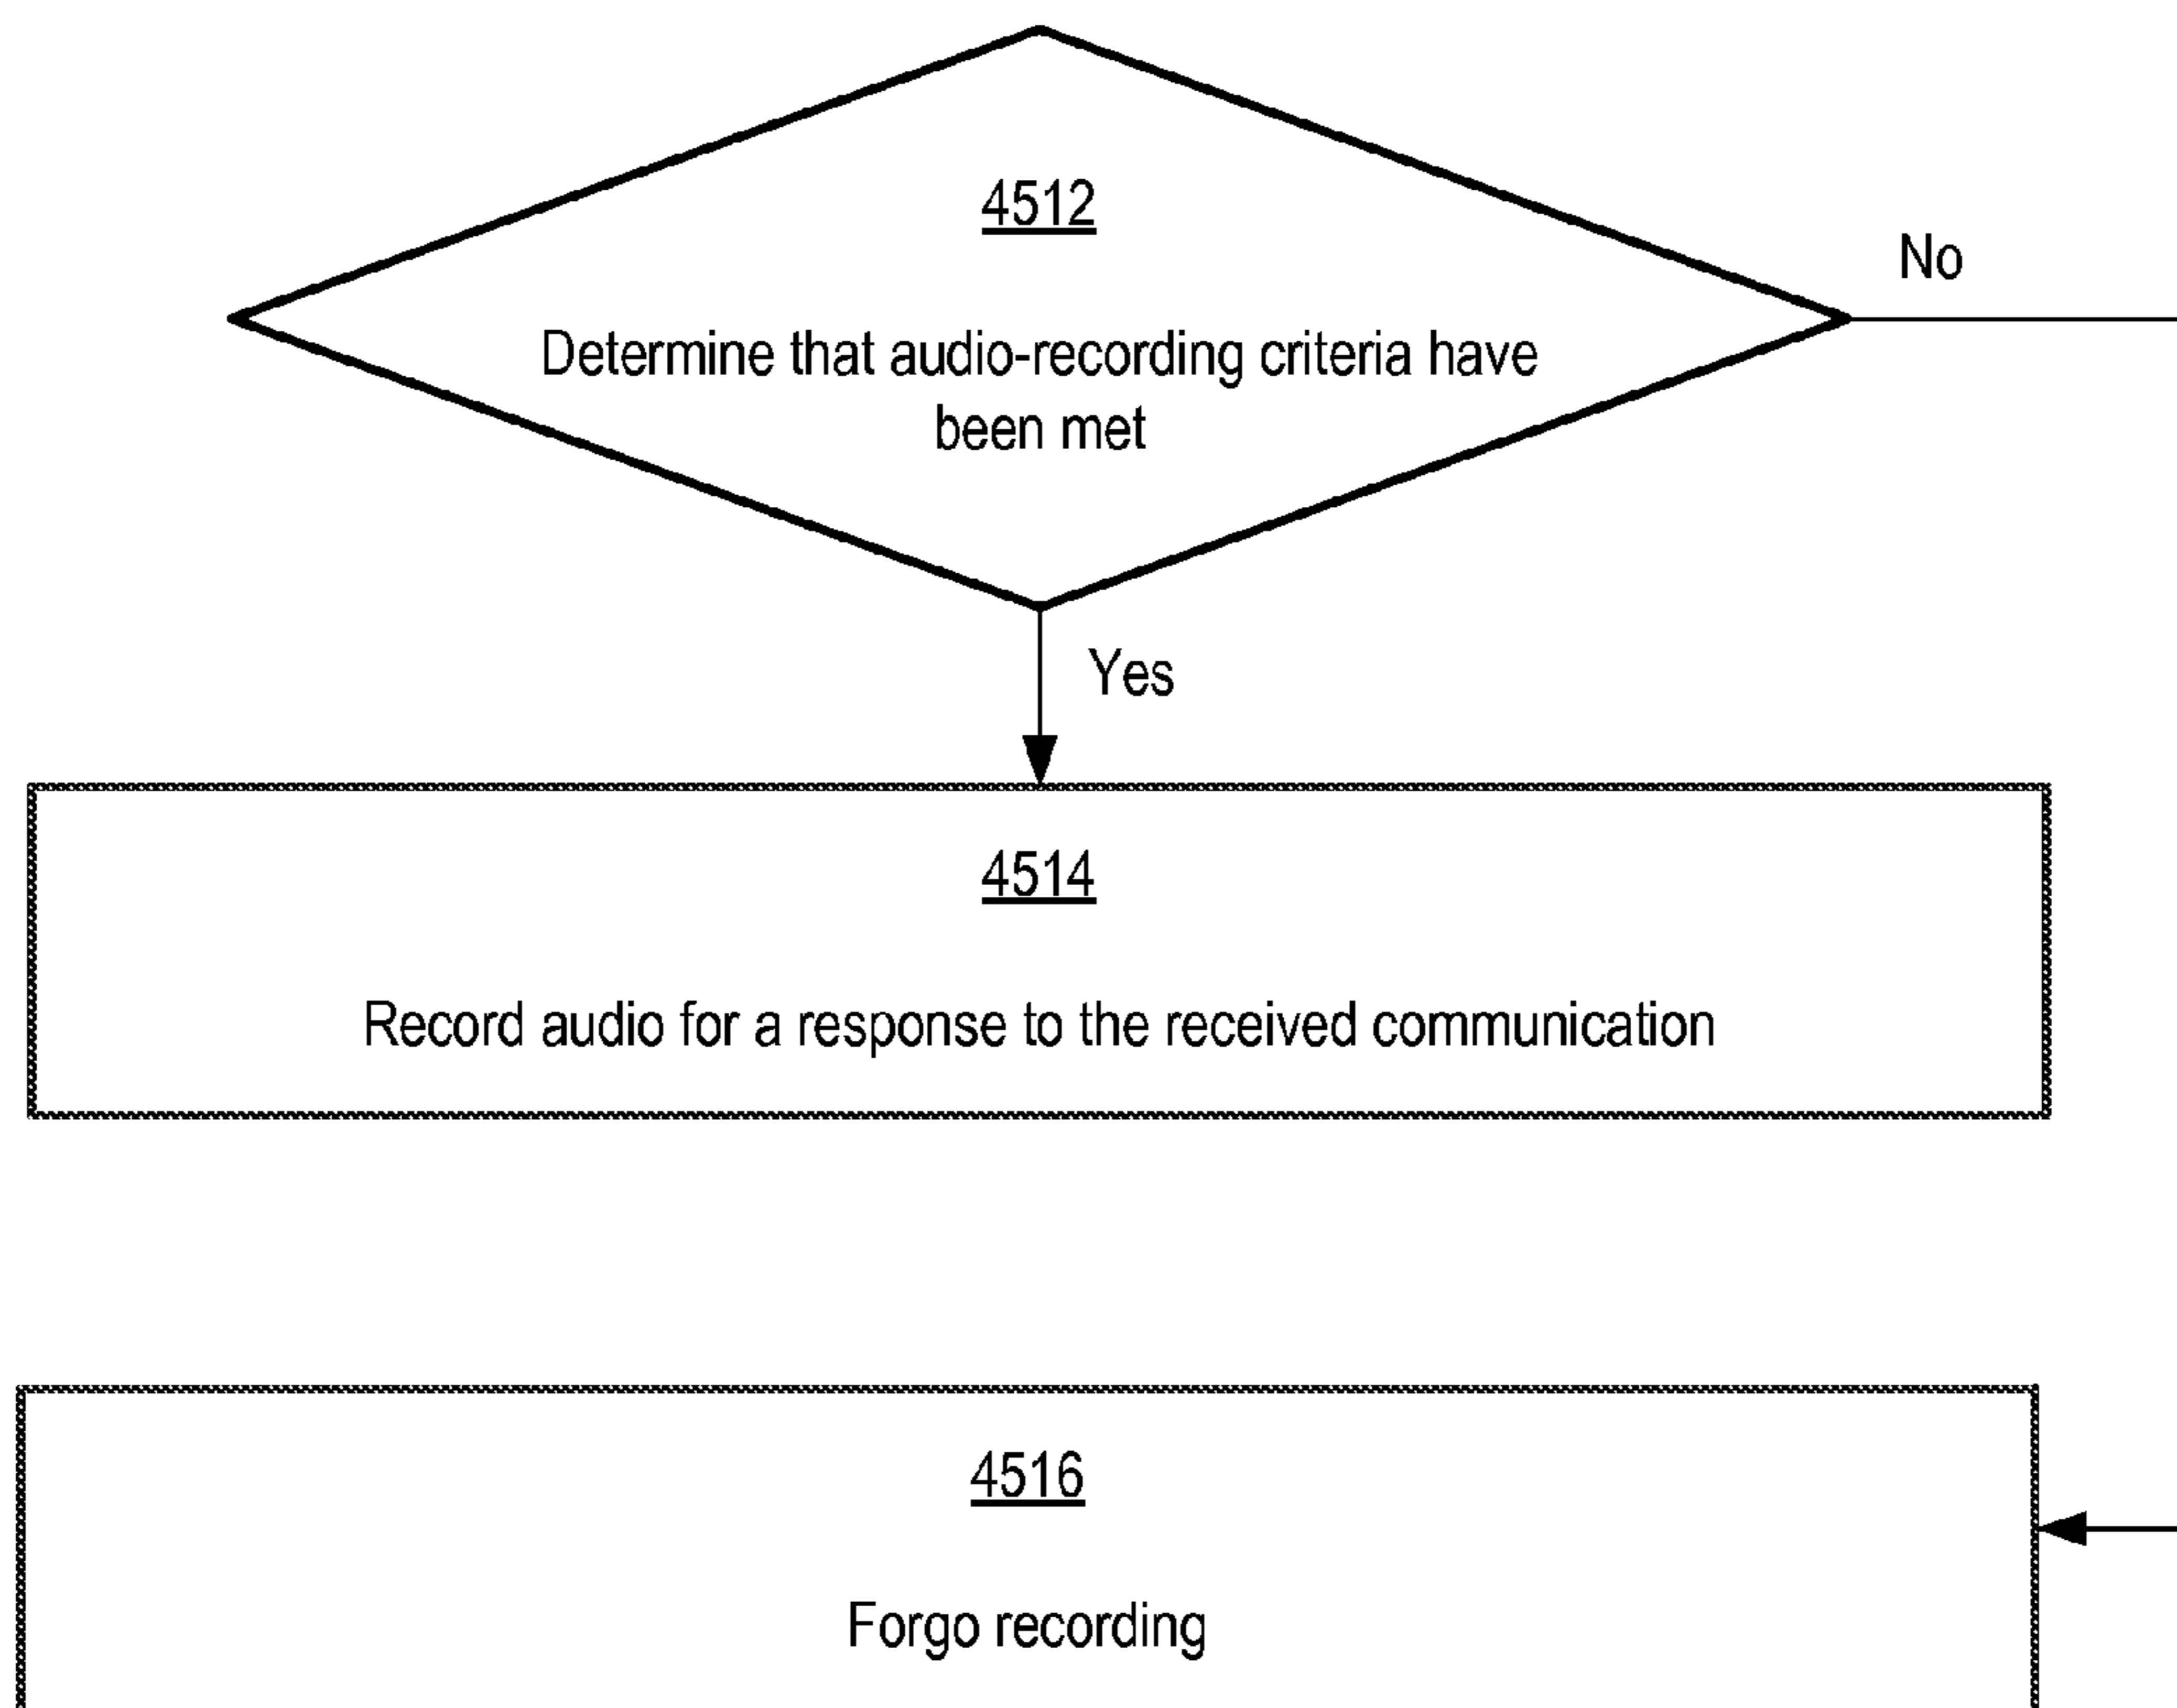 4512
No
Determine that audio-recording criteria have
been met
Yes
4514
Record audio for a response to the received communication
4516
Forgo recording